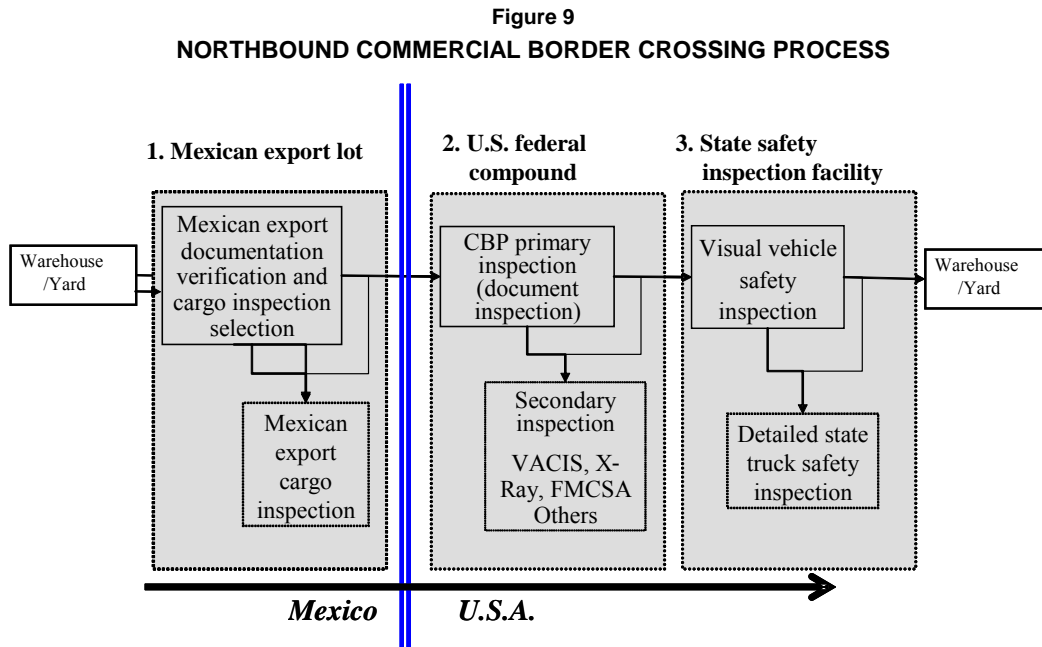 Figure 9
NORTHBOUND COMMERCIAL BORDER CROSSING PROCESS
1. Mexican export lot
2. U.S. federal
compound
3. State safety
inspection facility
Warehouse
/Yard
Mexican export
documentation
verification and
cargo inspection
selection
Mexican
export
cargo
inspection
CBP primary
inspection
(document
inspection)
Secondary
inspection
VACIS, X-
Ray, FMCSA
Others
Visual vehicle
safety
inspection
Detailed state
truck safety
inspection
Warehouse
/Yard
Mexico
U.S.A.